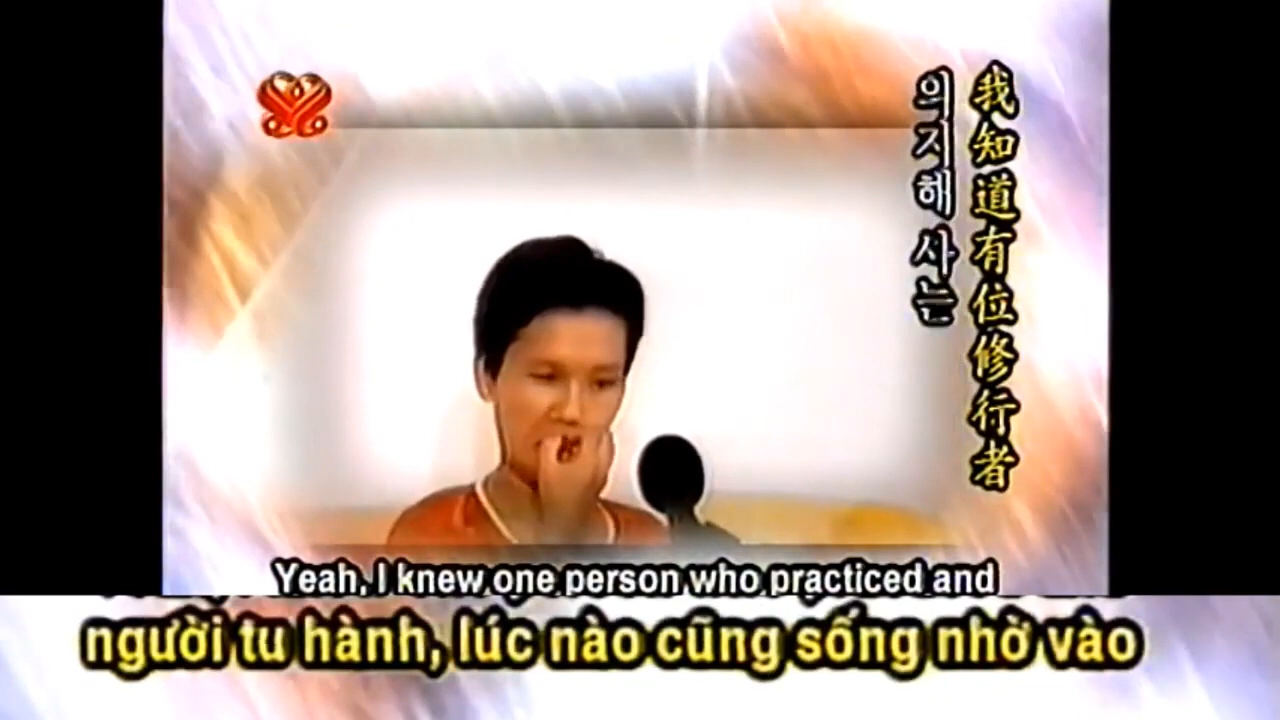 我知道有位修行者
의지해 사는
Yeah, I knew one person who practiced and
người tu hành, lúc nào cũng sống nhờ vào